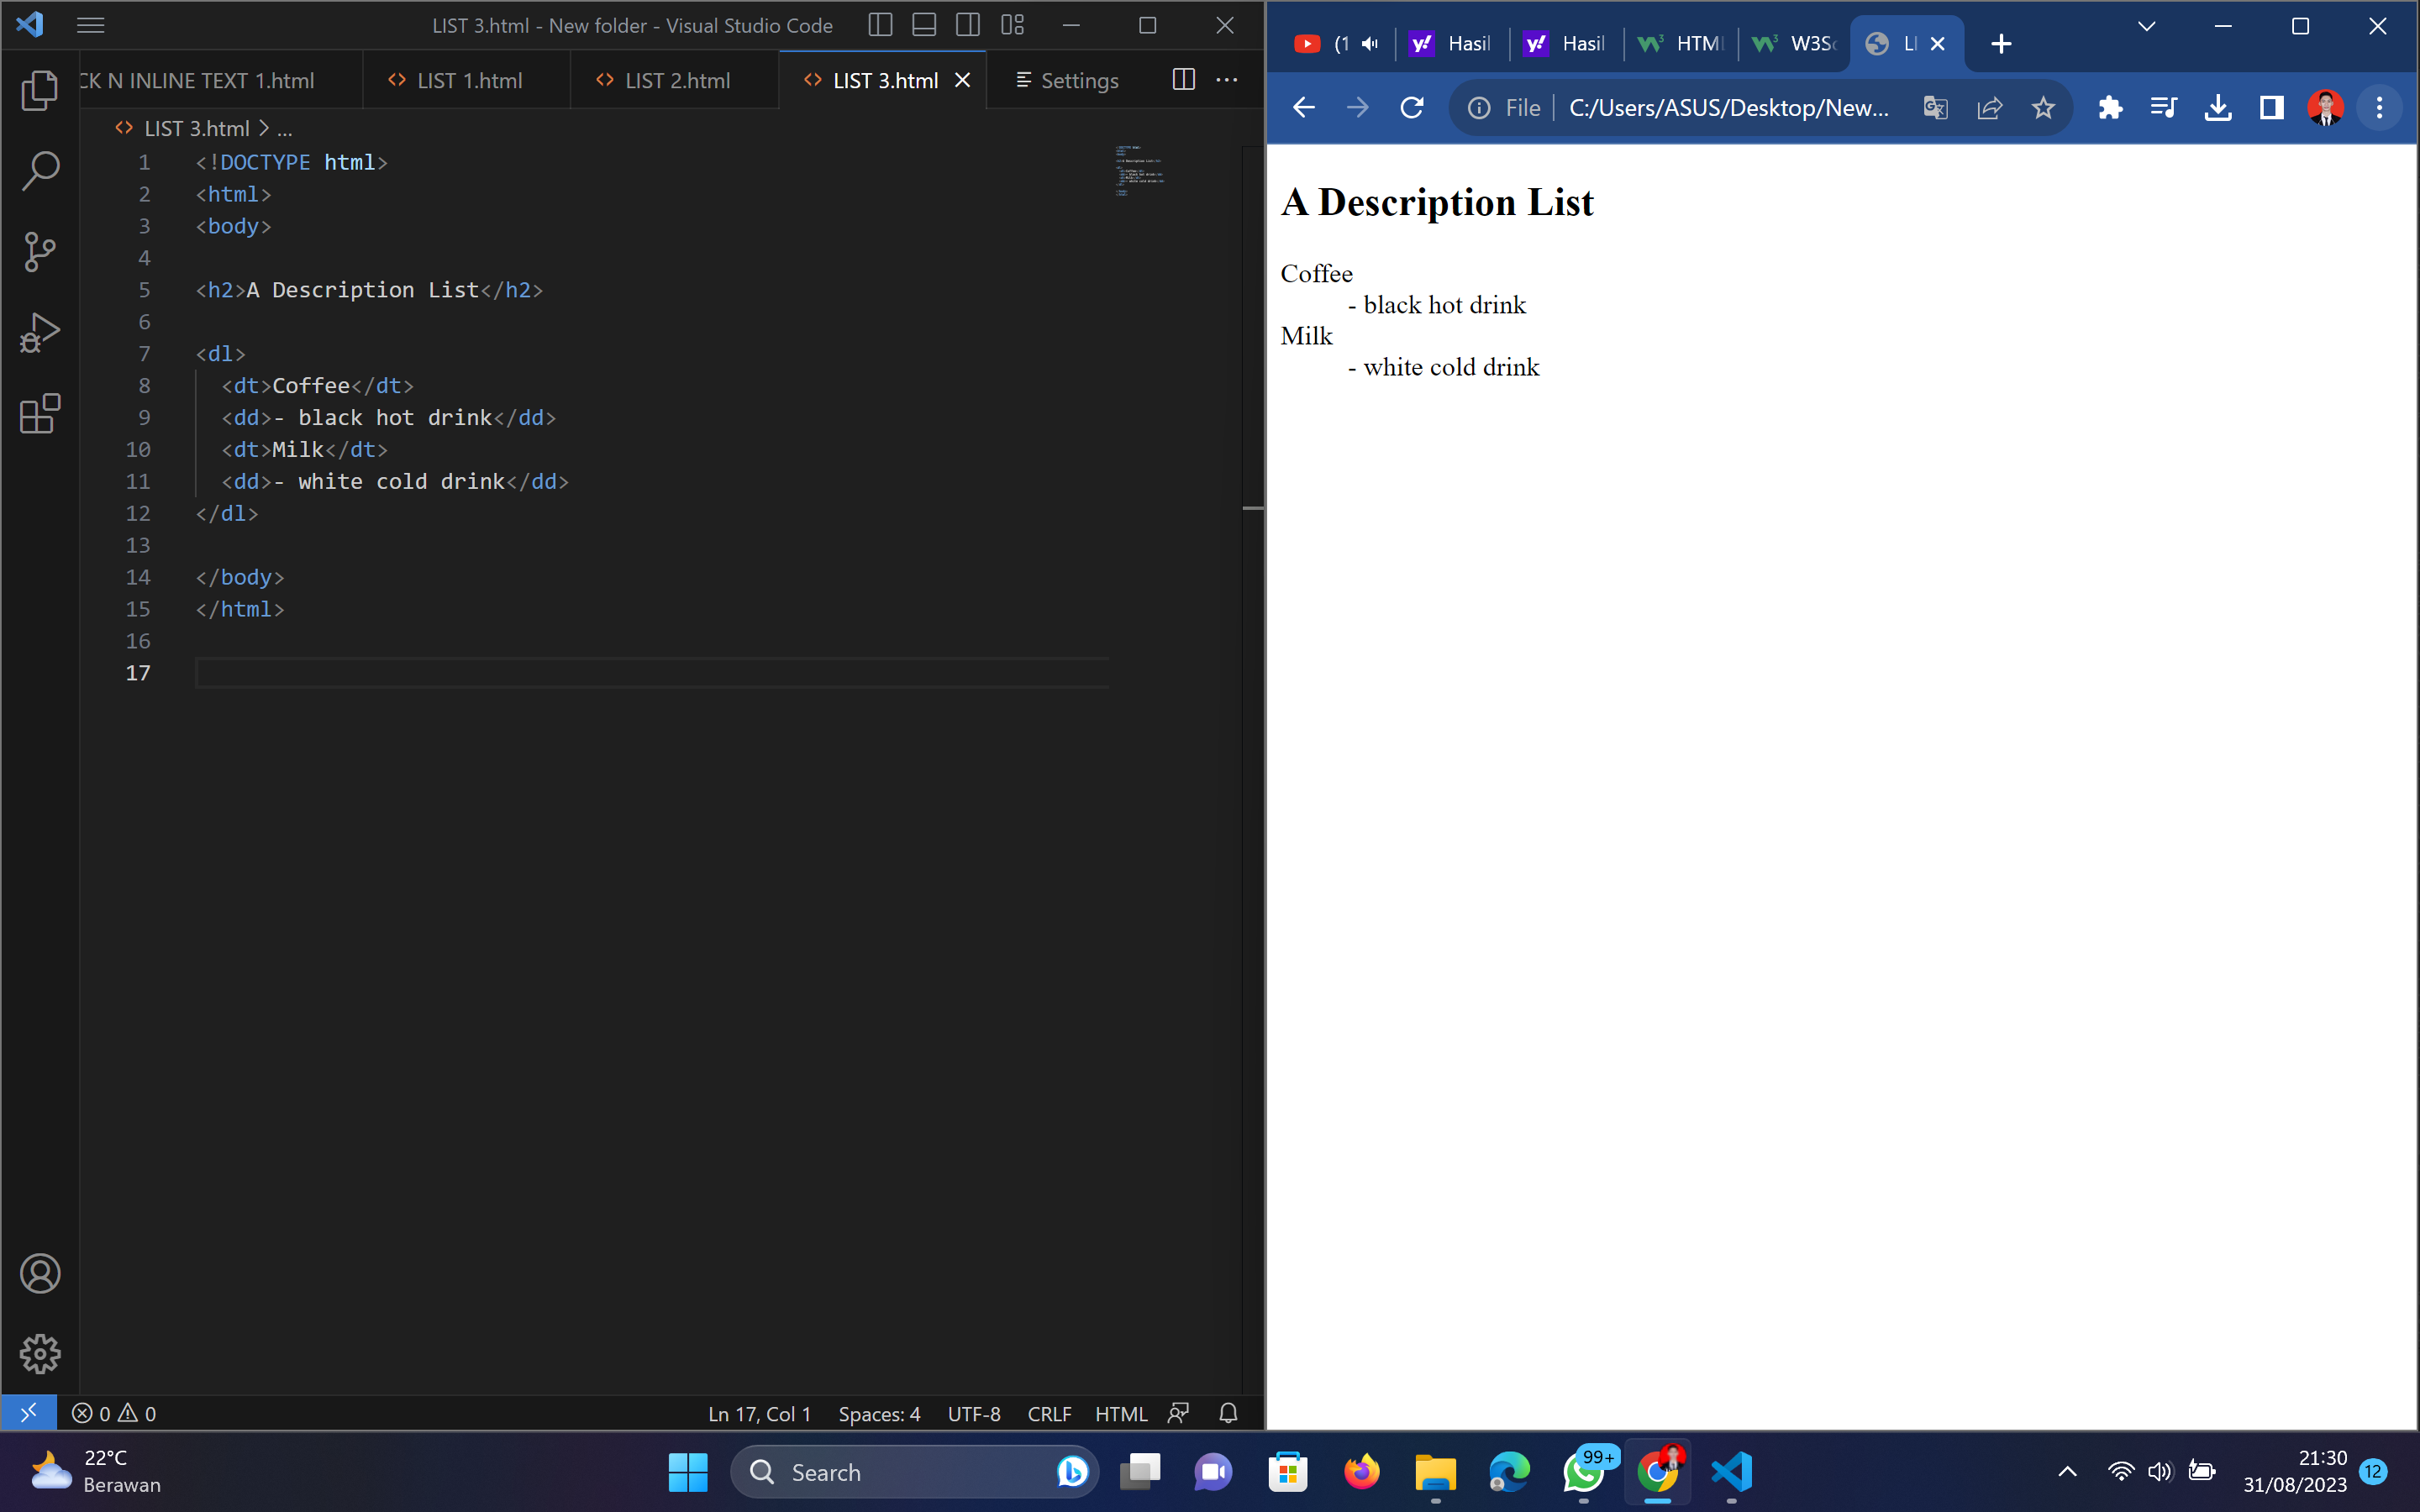 LIST 3.html - New folder - Visual Studio Code
CK N INLINE TEXT 1.html
LIST 1.html
LIST 2.html
LIST 3.html
Settings
LIST 3.html > ...
1 <!DOCTYPE html>
2 <html>
3 <body>
4
5 <h2>A Description List</h2>
6
7 <dl>
8 <dt>Coffee</dt>
9 <dd>- black hot drink</dd>
10 <dt>Milk</dt>
11 <dd>- white cold drink</dd>
12 </dl>
13
14 </body>
15 </html>
16
17
0 0
Ln 17, Col 1 Spaces: 4 UTF-8 CRLF HTML
(1
Hasil
Hasil
HTML
W3Sc
LI
File C:/Users/ASUS/Desktop/New...
A Description List
Coffee
- black hot drink
Milk
- white cold drink
22°C
Berawan
Search
99+
21:30
31/08/2023
12